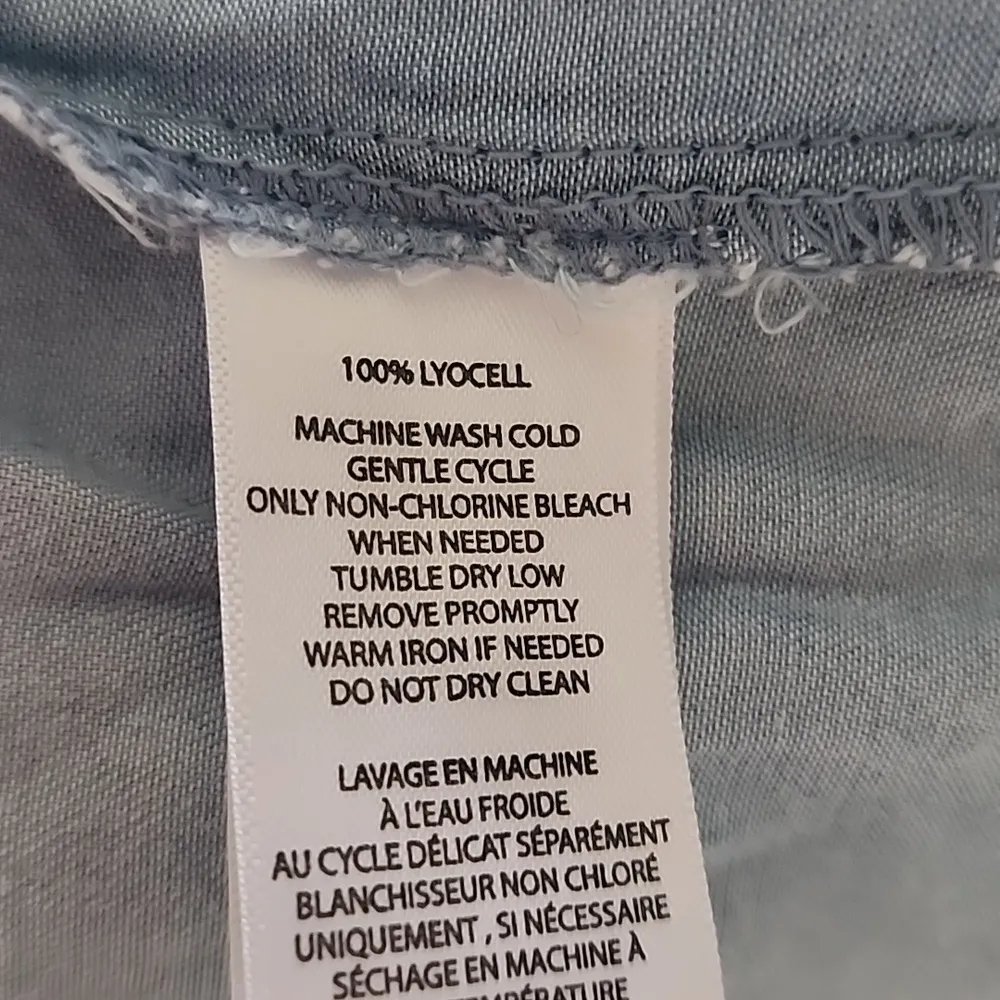 100% LYOCELL
MACHINE WASH COLD
GENTLE CYCLE
ONLY NON-CHLORINE BLEACH
WHEN NEEDED
TUMBLE DRY LOW
REMOVE PROMPTLY
WARM IRON IF NEEDED
DO NOT DRY CLEAN
LAVAGE EN MACHINE
À L'EAU FROIDE
AU CYCLE DÉLICAT SÉPARÉMENT
BLANCHISSEUR NON CHLORÉ
UNIQUEMENT , SI NÉCESSAIRE
SÉCHAGE EN MACHINE À
TEMPÉRATURE